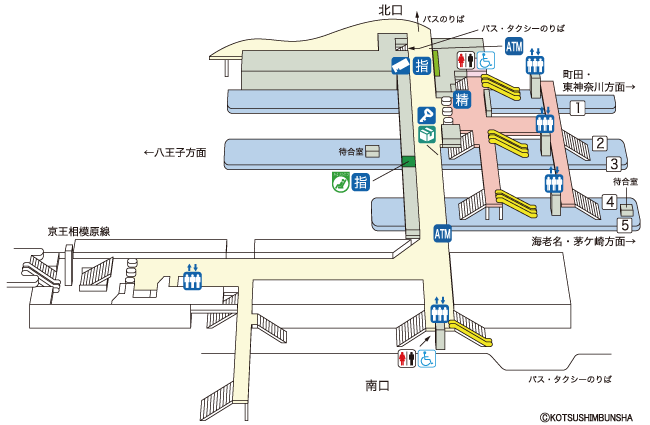 北口
バスのりば
バス・タクシーのりば
ATM
指
町田・
東神奈川方面→
精
1
2
←八王子方面
待合室
3
指
待合室
4
5
京王相模原線
ATM
海老名・茅ケ崎方面→
南口
バス・タクシーのりば
©KOTSUSHIMBUNSHA